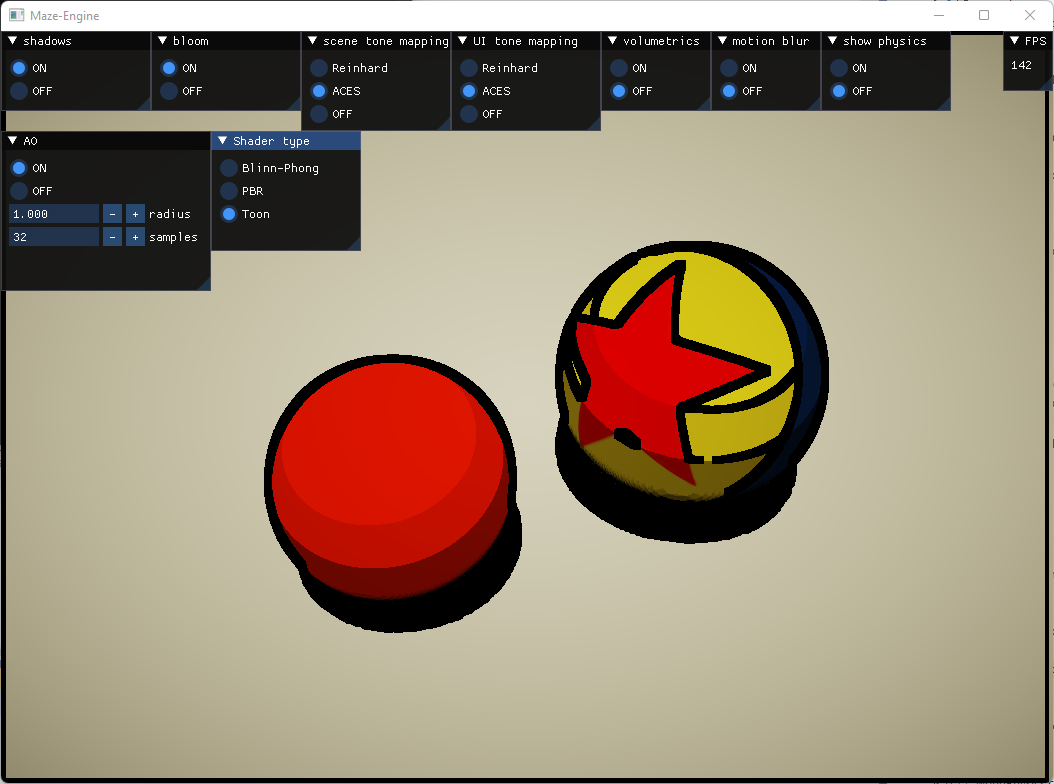 Maze-Engine
shadows
ON
OFF
bloom
ON
OFF
scene tone mapping
Reinhard
ACES
OFF
UI tone mapping
Reinhard
ACES
OFF
volumetrics
ON
OFF
motion blur
ON
OFF
show physics
ON
OFF
FPS
142
AO
ON
OFF
1.000 - + radius
32 - + samples
Shader type
Blinn-Phong
PBR
Toon